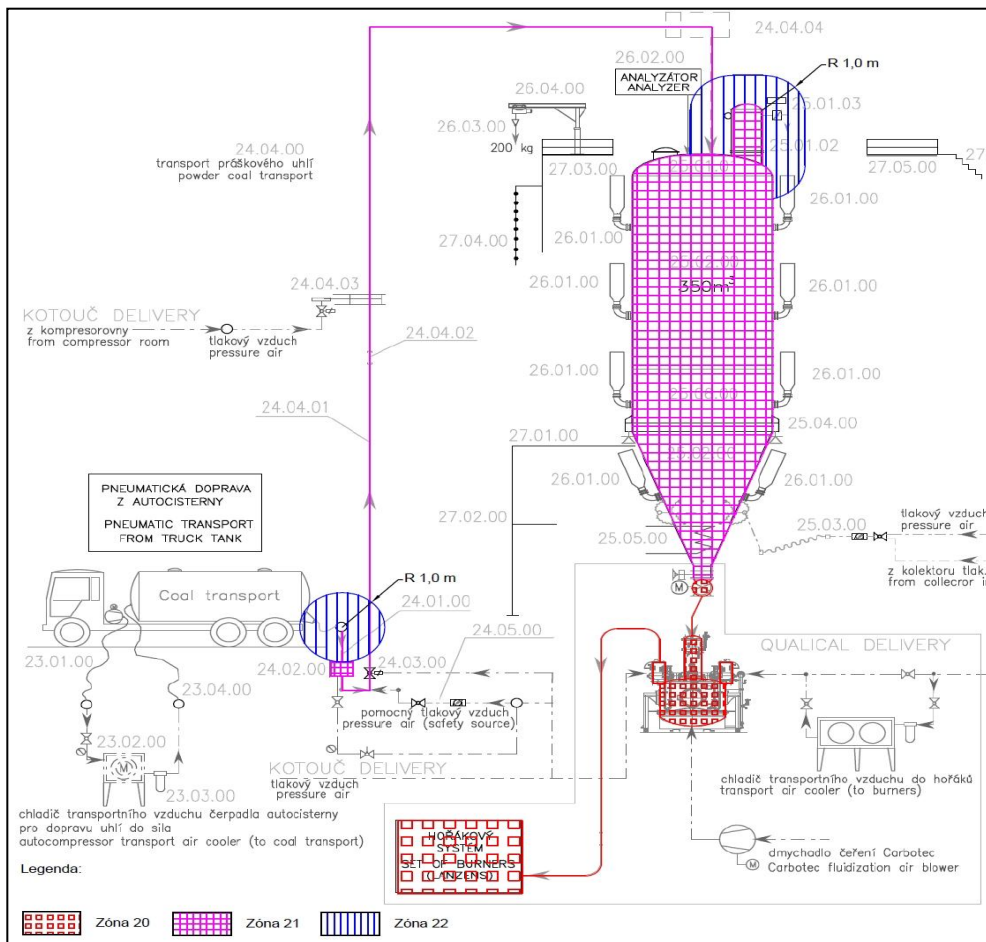 24.04.04
R 1,0 m
26.02.00
ANALYZÁTOR
ANALYZER
26.04.00
25.01.03
26.03.00
25.01.02
200 kg
24.04.00
transport práškového uhlí
powder coal transport
27.03.00
27.05.00
27
26.01.00
26.01.00
27.04.00
26.01.00
25.02.00
350m³
26.01.00
26.01.00
24.04.03
KOTOUČ DELIVERY
z kompresorovny
from compressor room
tlakový vzduch
pressure air
24.04.02
26.01.00
26.01.00
24.04.01
25.04.00
27.01.00
26.01.00
26.01.00
PNEUMATICKÁ DOPRAVA
Z AUTOCISTERNY
PNEUMATIC TRANSPORT
FROM TRUCK TANK
27.02.00
25.05.00
25.03.00
tlakový vzduch
pressure air
z kolektoru tlak.
from collecror i
R 1,0 m
M
Coal transport
24.01.00
24.05.00
QUALICAL DELIVERY
23.01.00
24.02.00
24.03.00
23.04.00
pomocný tlakový vzduch
pressure air (safety source)
23.02.00
M
KOTOUČ DELIVERY
tlakový vzduch
pressure air
23.03.00
chladič transportního vzduchu do hořáků
transport air cooler (to burners)
chladič transportního vzduchu čerpadla autocisterny
pro dopravu uhlí do sila
autocompressor transport air cooler (to coal transport)
HOŘÁKOVÝ
SYSTÉM
SET OF BURNERS
(LANZENS)
dmychadlo čeření Carbotec
Carbotec fluidization air blower
M
Legenda:
Zóna 20
Zóna 21
Zóna 22